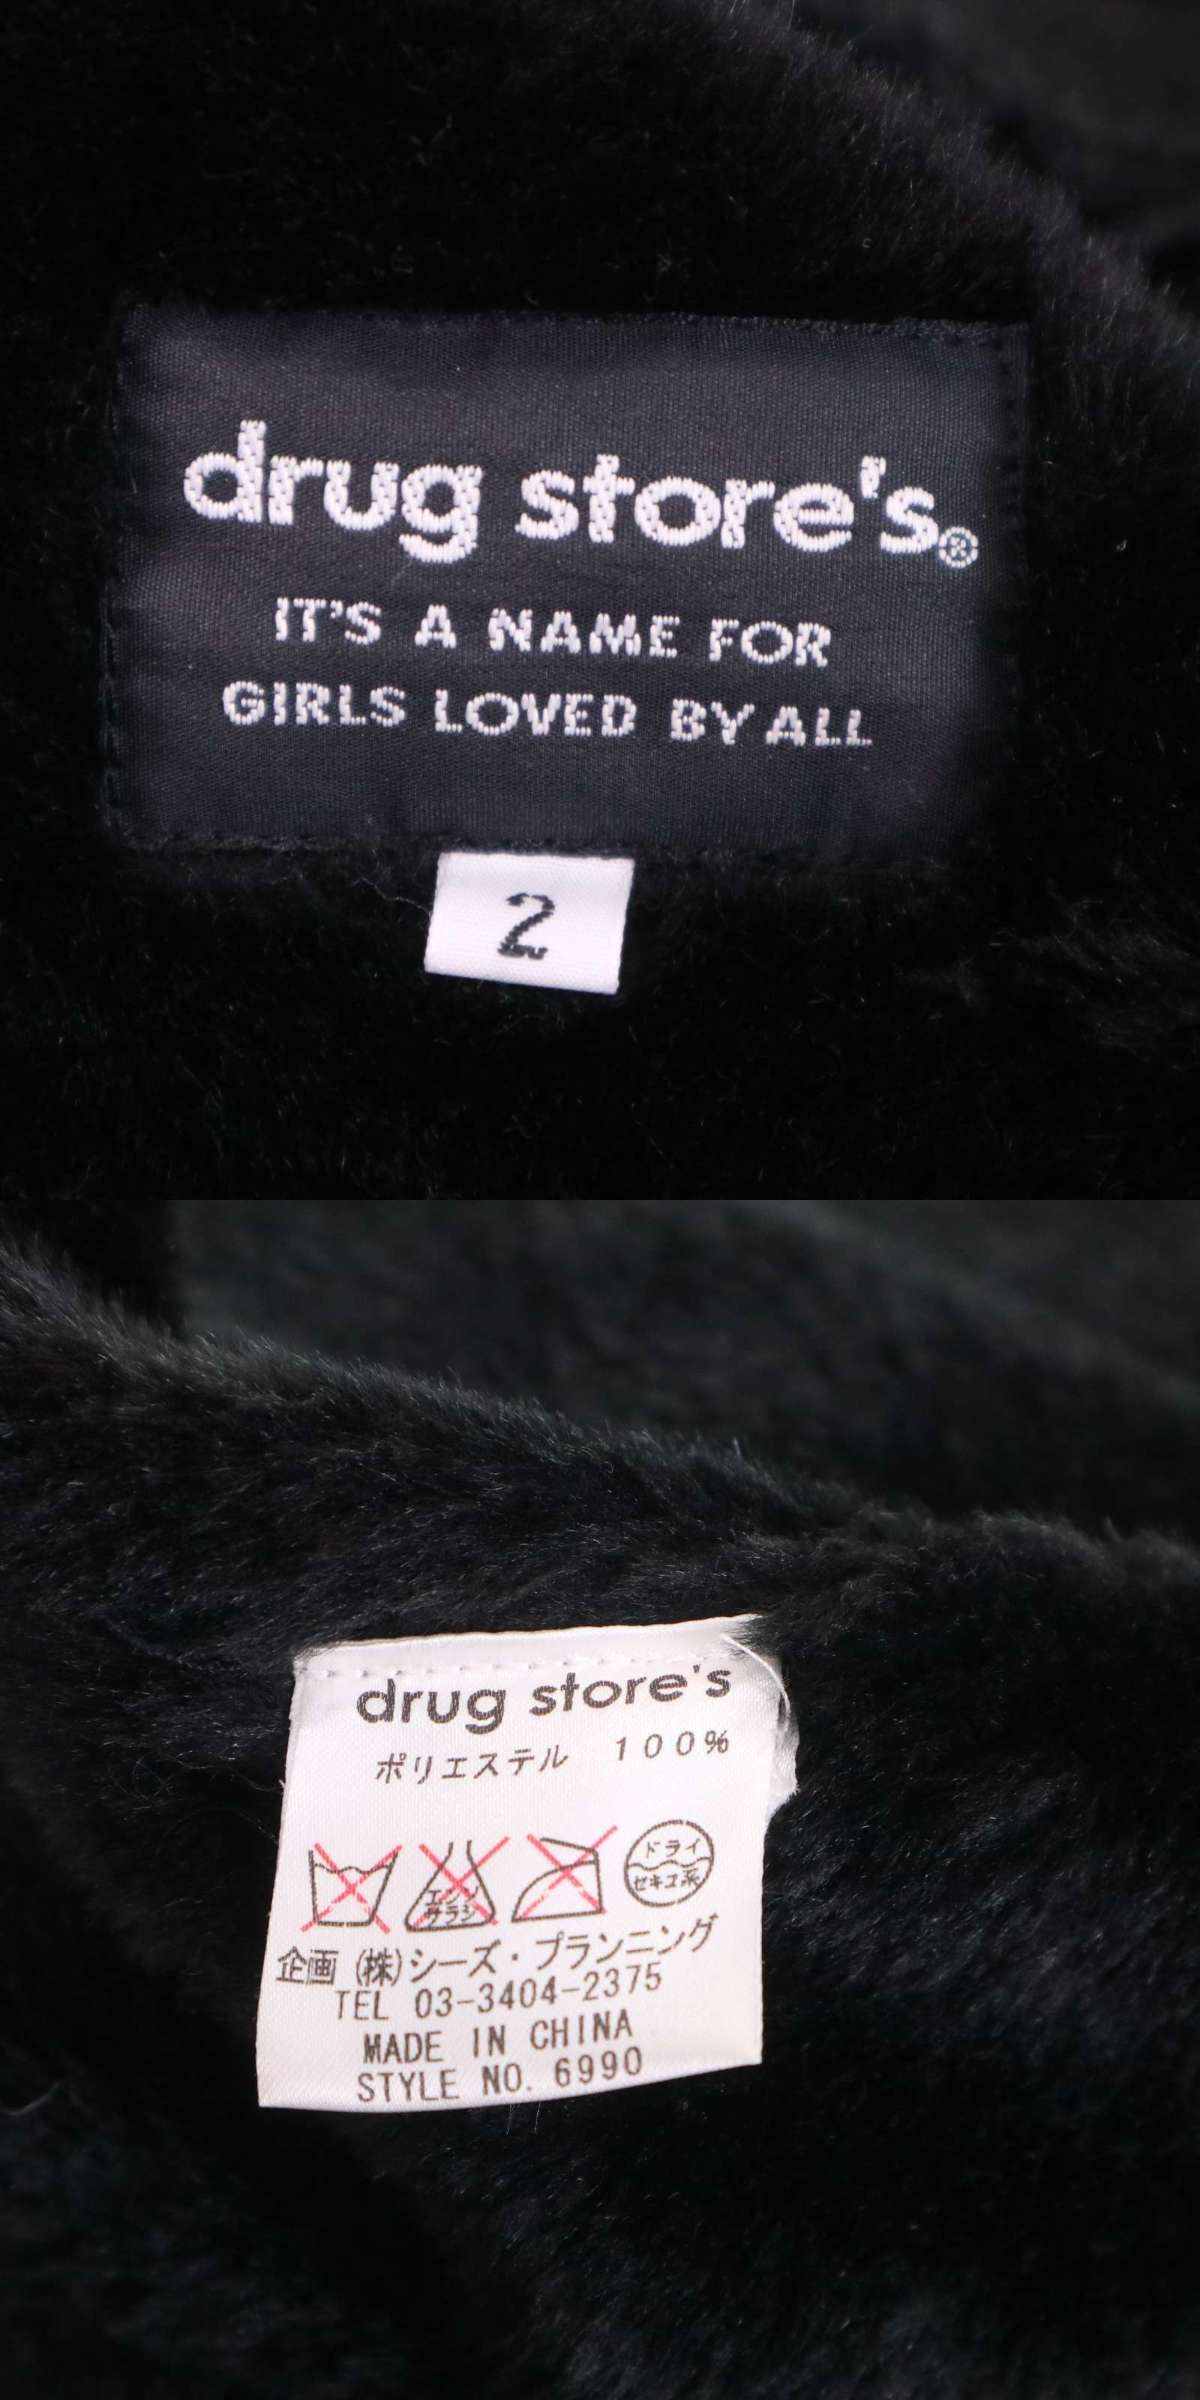 drug store's®
IT'S A NAME FOR
GIRLS LOVED BY ALL
2
drug store's
ポリエステル 100%
エンソ
サラシ
ドライ
セキユ系
企画 (株)シーズ・プランニング
TEL 03-3404-2375
MADE IN CHINA
STYLE NO. 6990